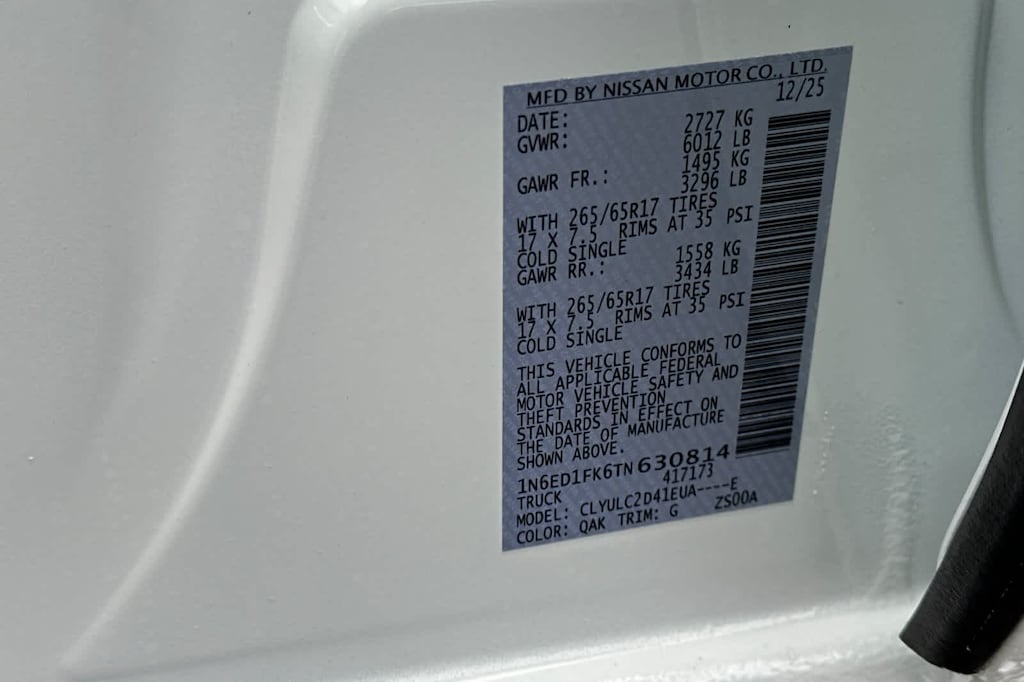 MFD BY NISSAN MOTOR CO., LTD.
DATE: 12/25
GVWR: 2727 KG
6012 LB
GAWR FR.: 1495 KG
3296 LB
WITH 265/65R17 TIRES
17 X 7.5 RIMS AT 35 PSI
COLD SINGLE
GAWR RR.: 1558 KG
3434 LB
WITH 265/65R17 TIRES
17 X 7.5 RIMS AT 35 PSI
COLD SINGLE
THIS VEHICLE CONFORMS TO
ALL APPLICABLE FEDERAL
MOTOR VEHICLE SAFETY AND
THEFT PREVENTION
STANDARDS IN EFFECT ON
THE DATE OF MANUFACTURE
SHOWN ABOVE.
1N6ED1FK6TN630814
TRUCK 417173
MODEL: CLYULC2D41EUA----E
COLOR: QAK TRIM: G ZS00A